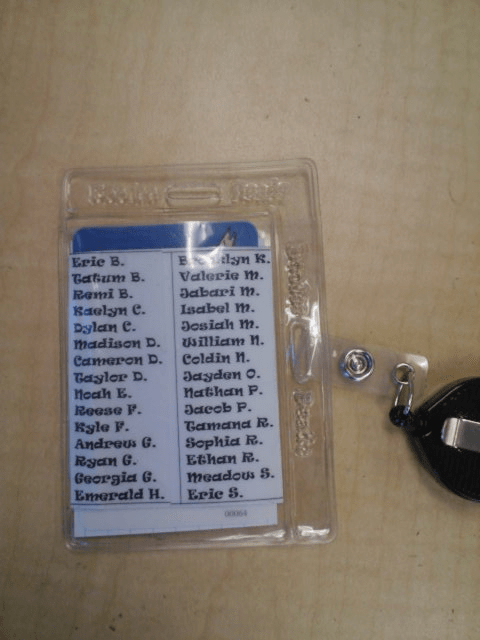 Eric B.
Tatum B.
Remi B.
Kaelyn C.
Dylan C.
Madison D.
Cameron D.
Taylor D.
Noah E.
Reese F.
Kyle F.
Andrew G.
Ryan G.
Georgia G.
Emerald H.
Brooklyn K.
Valerie M.
Jabari M.
Isabel M.
Josiah M.
William N.
Coldin N.
Jayden O.
Nathan P.
Jacob P.
Tamana R.
Sophia R.
Ethan R.
Meadow S.
Eric S.
00064